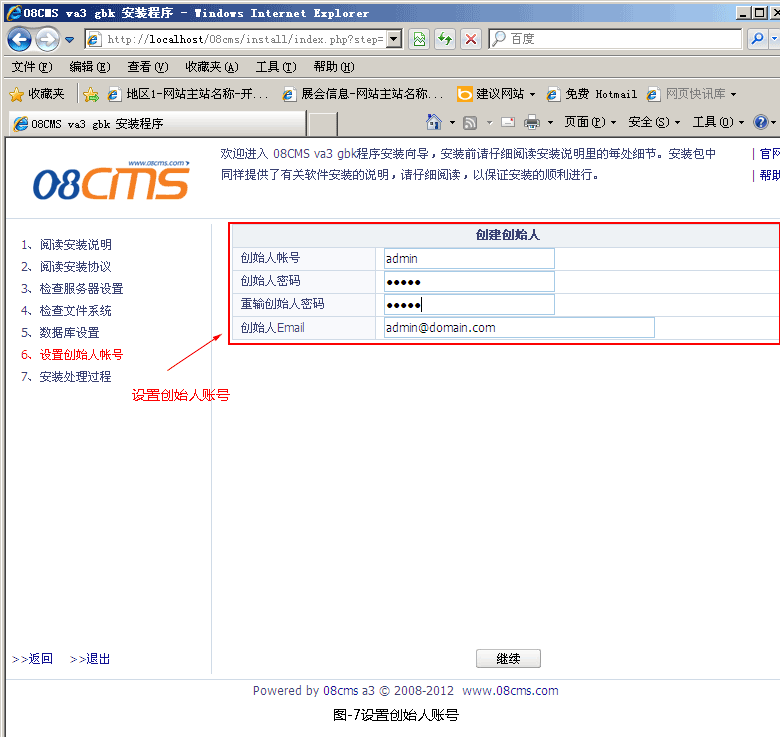 08CMS va3 gbk 安装程序 - Windows Internet Explorer
http://localhost/08cms/install/index.php?step=
百度
文件(F) 编辑(E) 查看(V) 收藏夹(A) 工具(T) 帮助(H)
收藏夹 地区1-网站主站名称-开... 展会信息-网站主站名称... 建议网站 免费 Hotmail 网页快讯库
08CMS va3 gbk 安装程序
页面(P) 安全(S) 工具(O)
www.08cms.com
08CMS
欢迎进入 08CMS va3 gbk程序安装向导，安装前请仔细阅读安装说明里的每处细节。安装包中
同样提供了有关软件安装的说明，请仔细阅读，以保证安装的顺利进行。
| 官网
| 帮助
1、阅读安装说明
2、阅读安装协议
3、检查服务器设置
4、检查文件系统
5、数据库设置
6、设置创始人帐号
7、安装处理过程
设置创始人账号
创建创始人
创始人帐号 admin
创始人密码 •••••
重输创始人密码 •••••
创始人Email admin@domain.com
>>返回 >>退出
继续
Powered by 08cms a3 © 2008-2012 www.08cms.com
图-7设置创始人账号